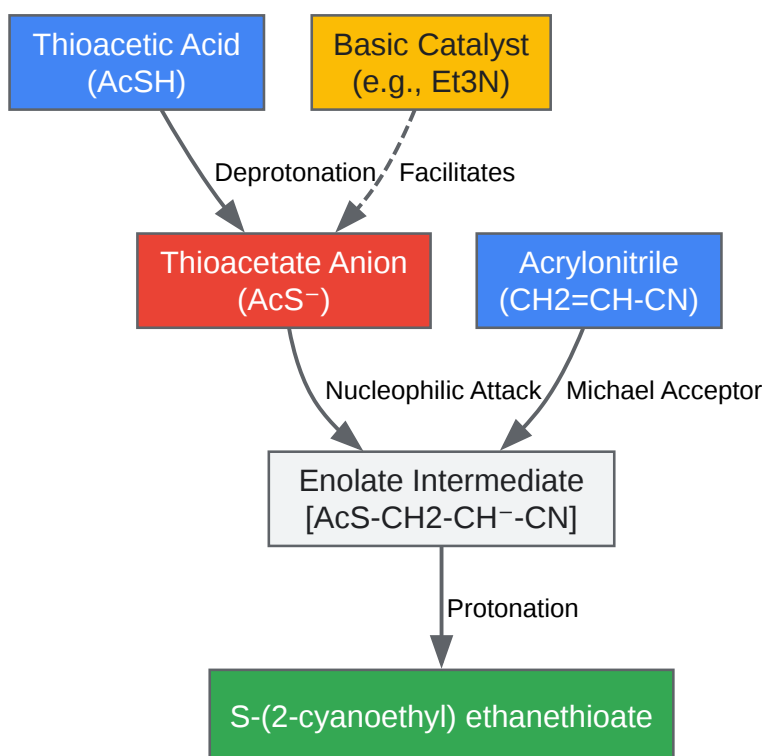 Thioacetic Acid
(AcSH)
Basic Catalyst
(e.g., Et3N)
Deprotonation
Facilitates
Thioacetate Anion
(AcS⁻)
Acrylonitrile
(CH2=CH-CN)
Nucleophilic Attack
Michael Acceptor
Enolate Intermediate
[AcS-CH2-CH⁻-CN]
Protonation
S-(2-cyanoethyl) ethanethioate